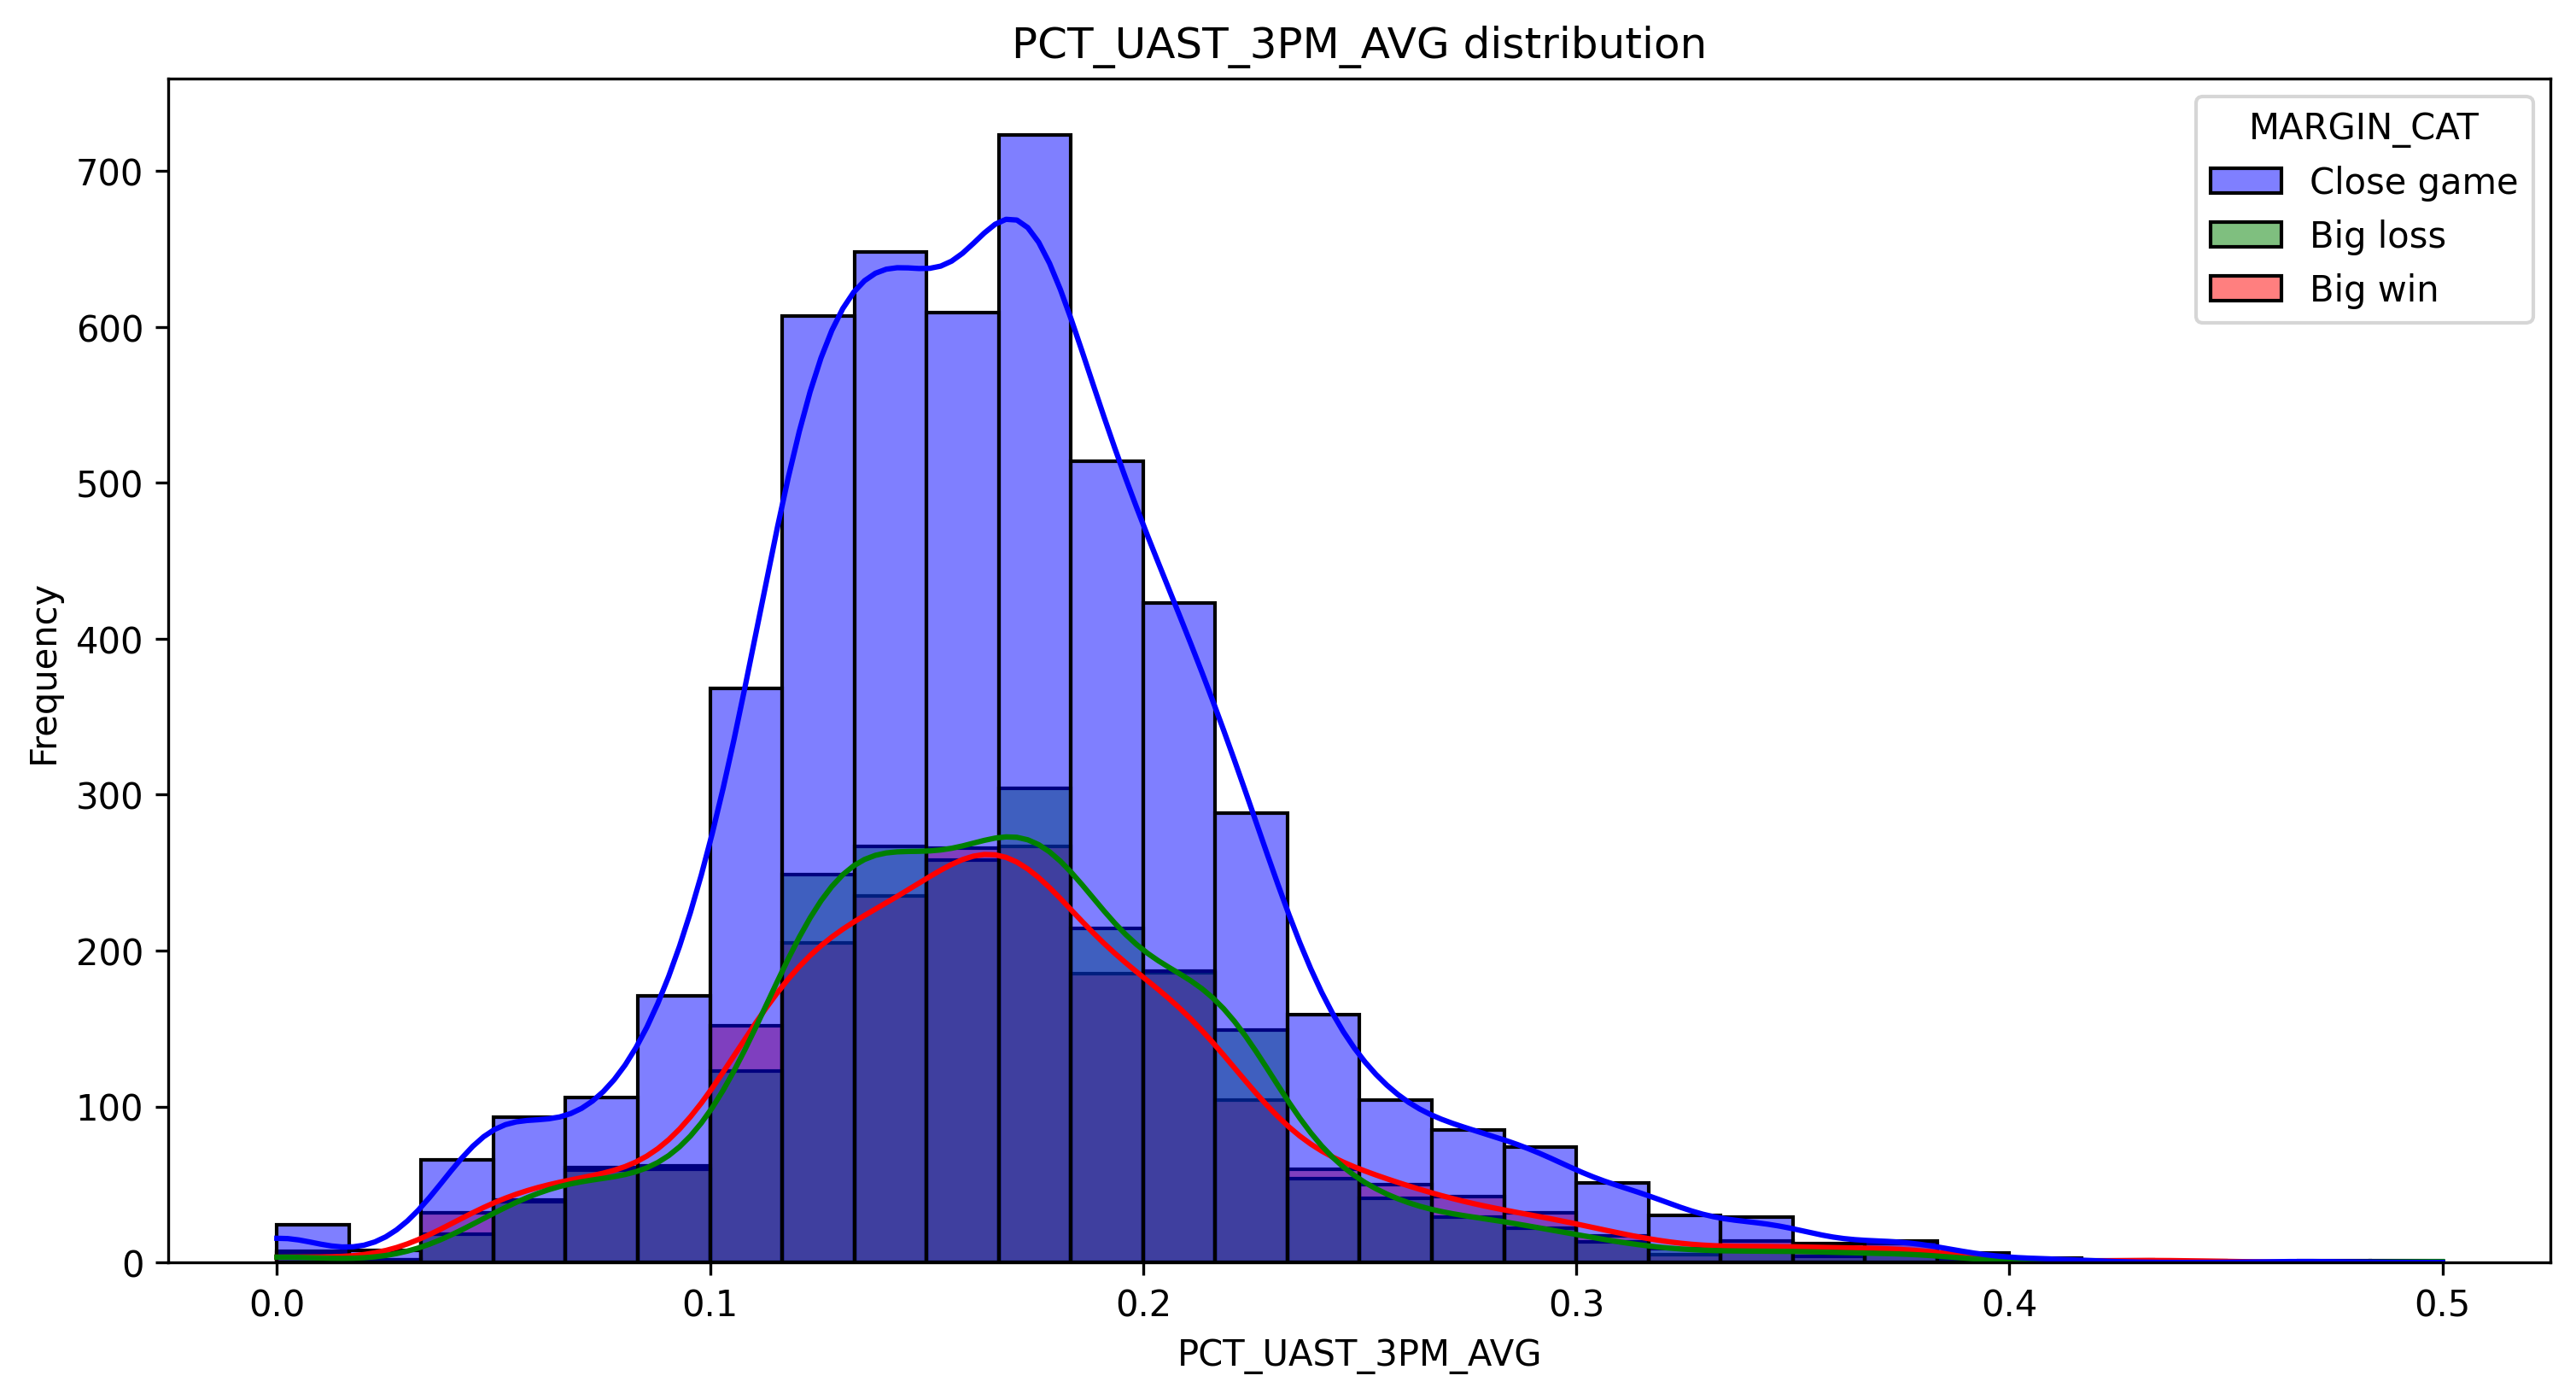 PCT_UAST_3PM_AVG distribution
MARGIN_CAT
Close game
Big loss
Big win
Frequency
700
600
500
400
300
200
100
0
0.0 0.1 0.2 0.3 0.4 0.5
PCT_UAST_3PM_AVG